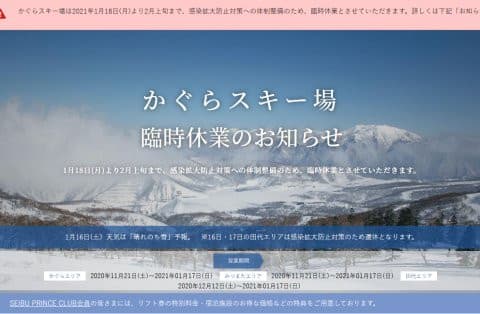 かぐらスキー場は2021年1月18日(月)より2月上旬まで、感染拡大防止対策への体制整備のため、臨時休業とさせていただきます。詳しくは下記「お知ら
かぐらスキー場
臨時休業のお知らせ
1月18日(月)より2月上旬まで、感染拡大防止対策への体制整備のため、臨時休業とさせていただきます。
1月16日(土) 天気は「晴れのち雪」予報。 ※16日・17日の田代エリアは感染拡大防止対策のため運休となります。
営業期間
かぐらエリア 2020年11月21日(土)～2021年01月17日(日) みつまたエリア 2020年11月21日(土)～2021年01月17日(日) 田代エリア
2020年12月12日(土)～2021年01月17日(日)
SEIBU PRINCE CLUB会員の皆さまには、リフト券の特別料金・宿泊施設のお得な価格などの特典をご用意しております。